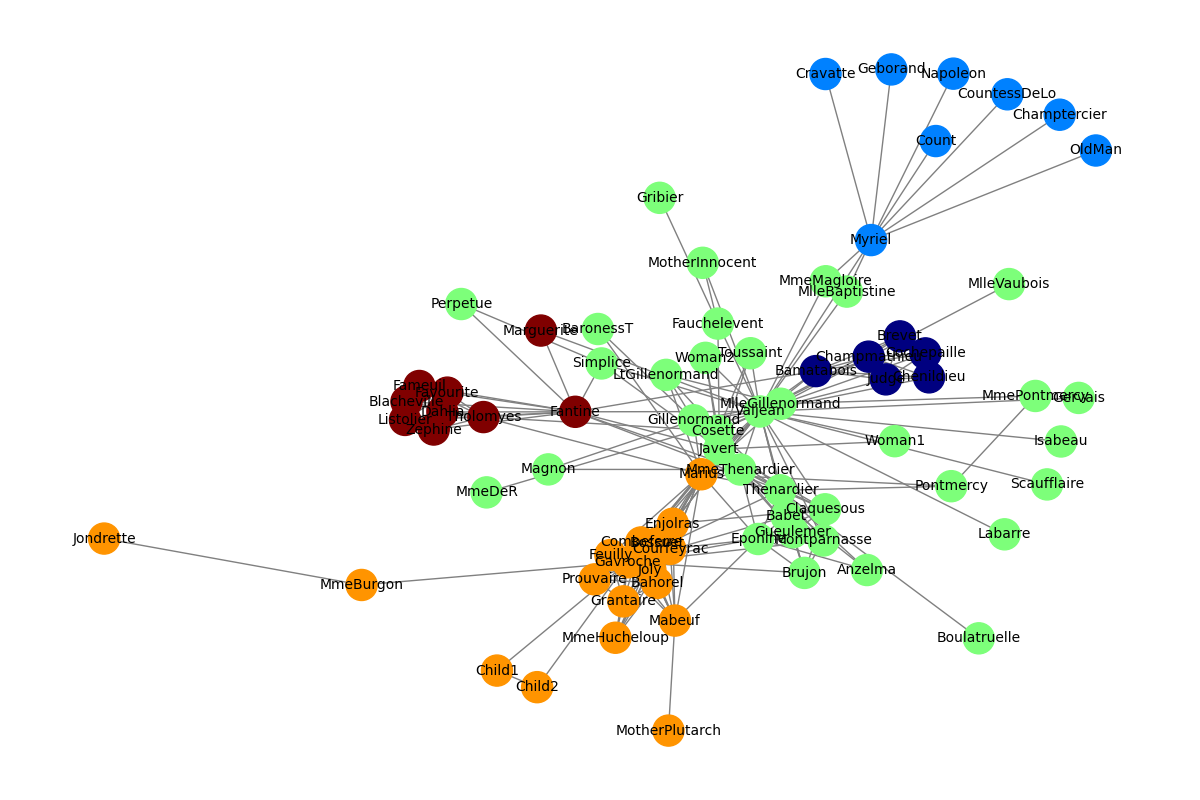 Cravatte
Geborand
Napoleon
CountessDeLo
Champtercier
Count
OldMan
Gribier
Myriel
MotherInnocent
MmeMagloire
MlleBaptistine
MlleVaubois
Perpetue
Marguerite
BaronessT
Fauchelevent
Brevet
Simplice
Woman2
Toussaint
Champmathieu
Cochepaille
LtGillenormand
Bamatabois
Judge
Chenildieu
Fameuil
Favourite
Blacheville
Dahlia
Listolier
Zephine
Tholomyes
Fantine
MlleGillenormand
Valjean
MmePontmercy
Gervais
Gillenormand
Cosette
Javert
Woman1
Isabeau
Magnon
Marius
MmeThenardier
MmeDeR
Thenardier
Pontmercy
Scaufflaire
Claquesous
Babet
Enjolras
Gueulemer
Labarre
Jondrette
Combeferre
Bossuet
Courfeyrac
Eponine
Montparnasse
Feuilly
Gavroche
Joly
MmeBurgon
Prouvaire
Bahorel
Brujon
Anzelma
Grantaire
Mabeuf
MmeHucheloup
Boulatruelle
Child1
Child2
MotherPlutarch